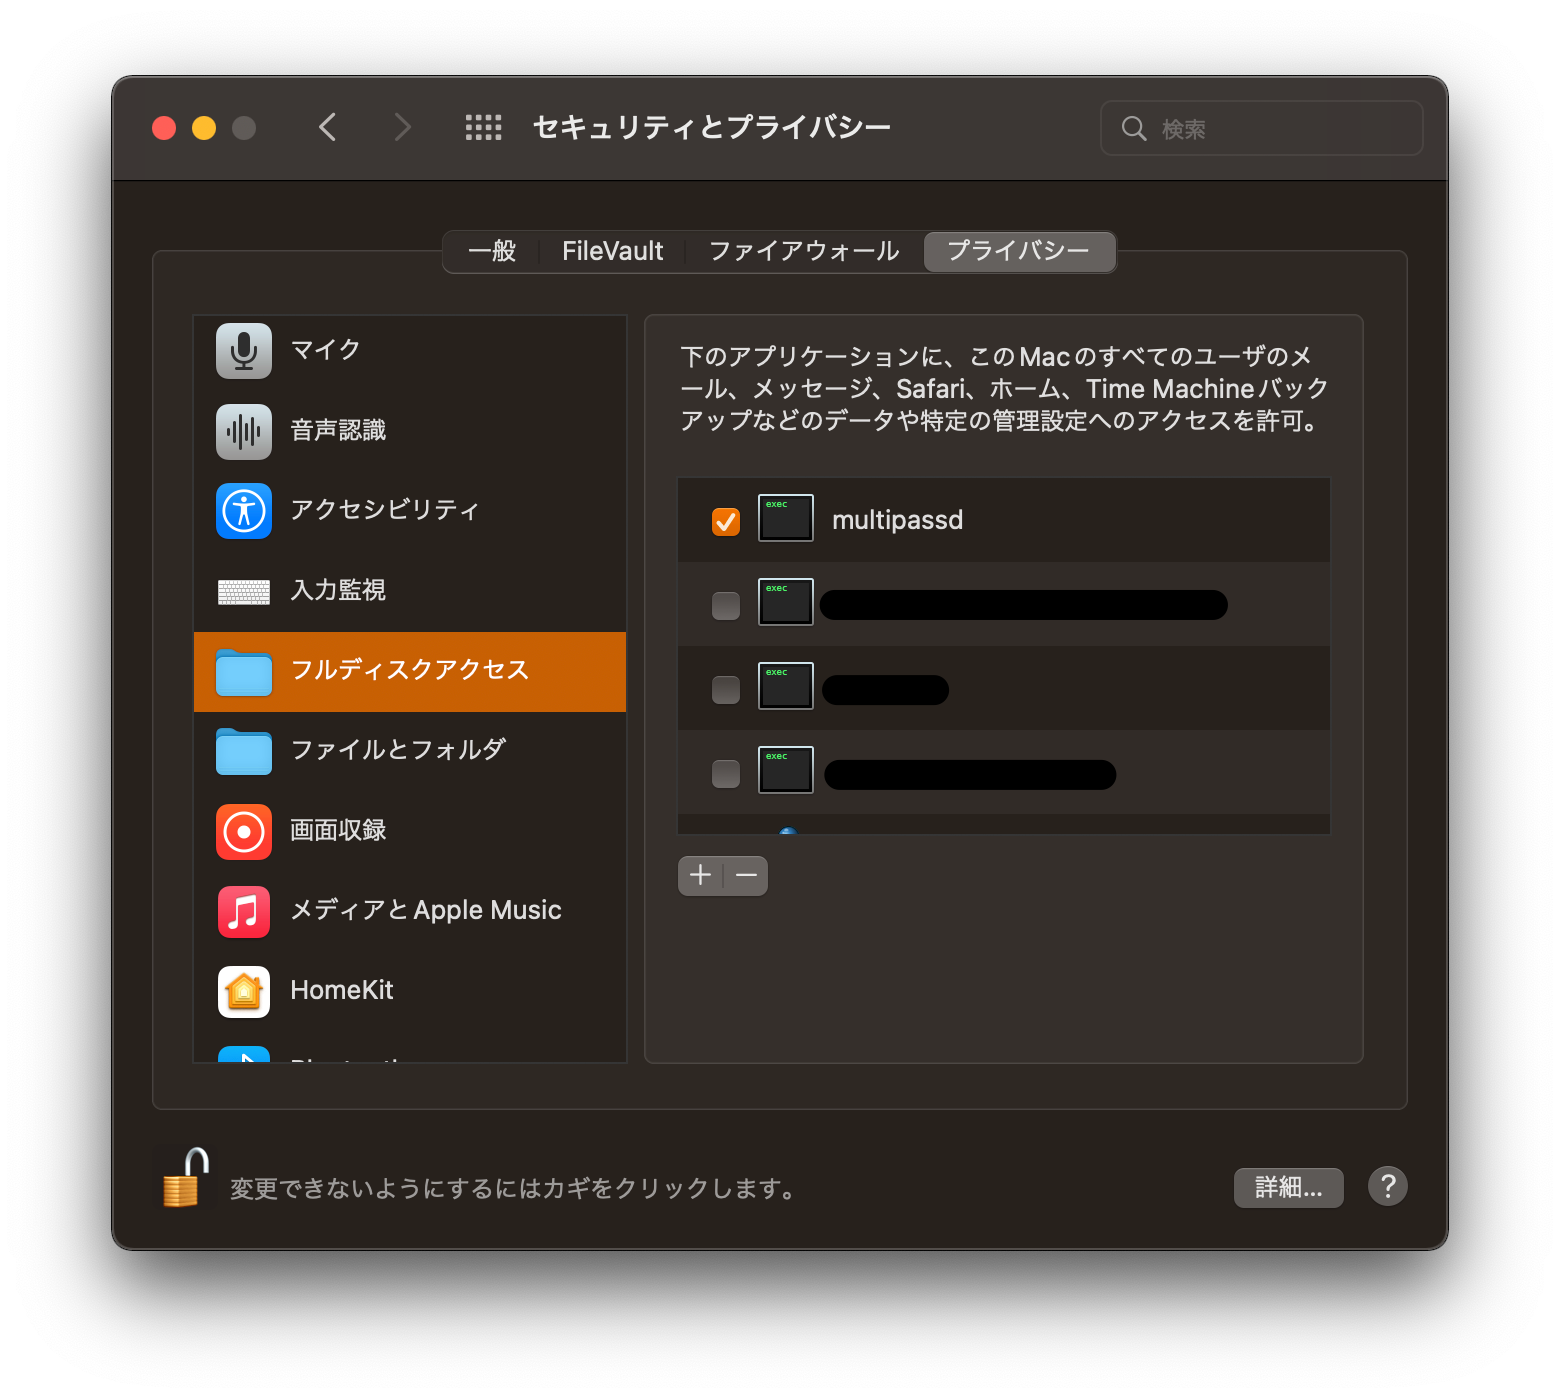 セキュリティとプライバシー
検索
一般
FileVault
ファイアウォール
プライバシー
マイク
音声認識
アクセシビリティ
入力監視
フルディスクアクセス
ファイルとフォルダ
画面収録
メディアとApple Music
HomeKit
下のアプリケーションに、このMacのすべてのユーザのメ
ール、メッセージ、Safari、ホーム、Time Machineバック
アップなどのデータや特定の管理設定へのアクセスを許可。
exec
multipassd
exec
exec
exec
変更できないようにするにはカギをクリックします。
詳細...
?